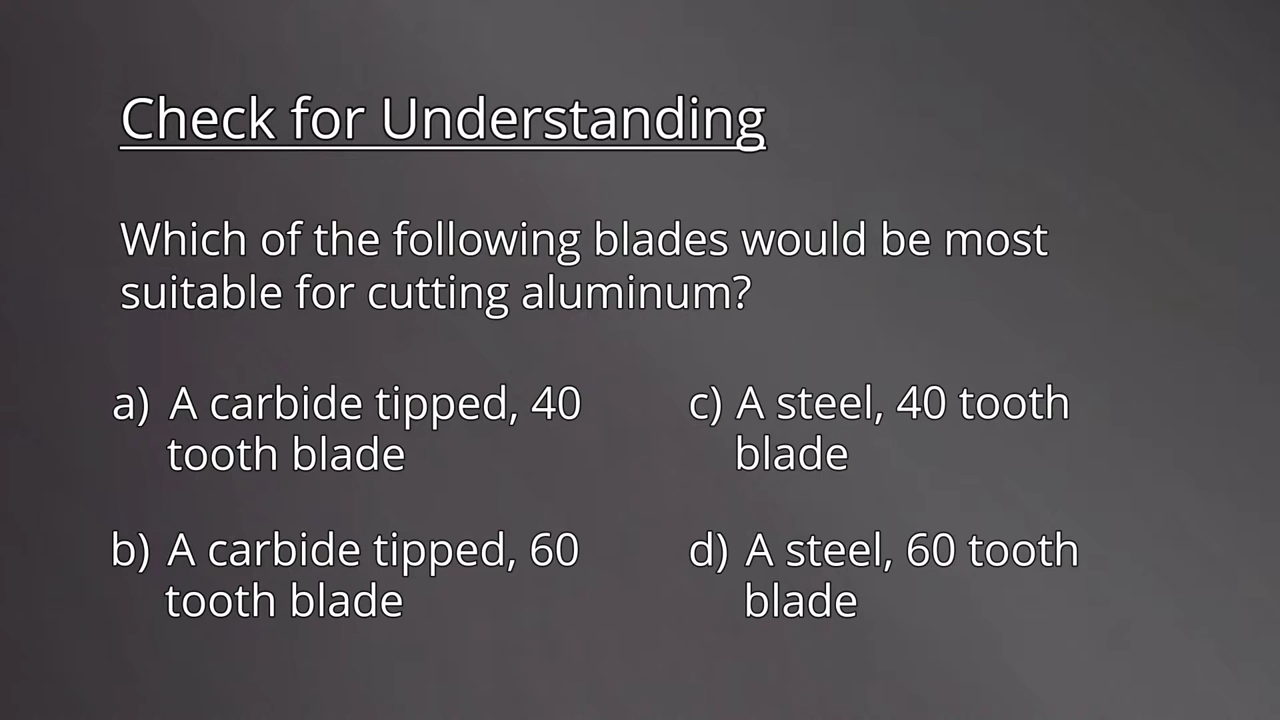 Check for Understanding
Which of the following blades would be most
suitable for cutting aluminum?
a) A carbide tipped, 40
tooth blade
b) A carbide tipped, 60
tooth blade
c) A steel, 40 tooth
blade
d) A steel, 60 tooth
blade